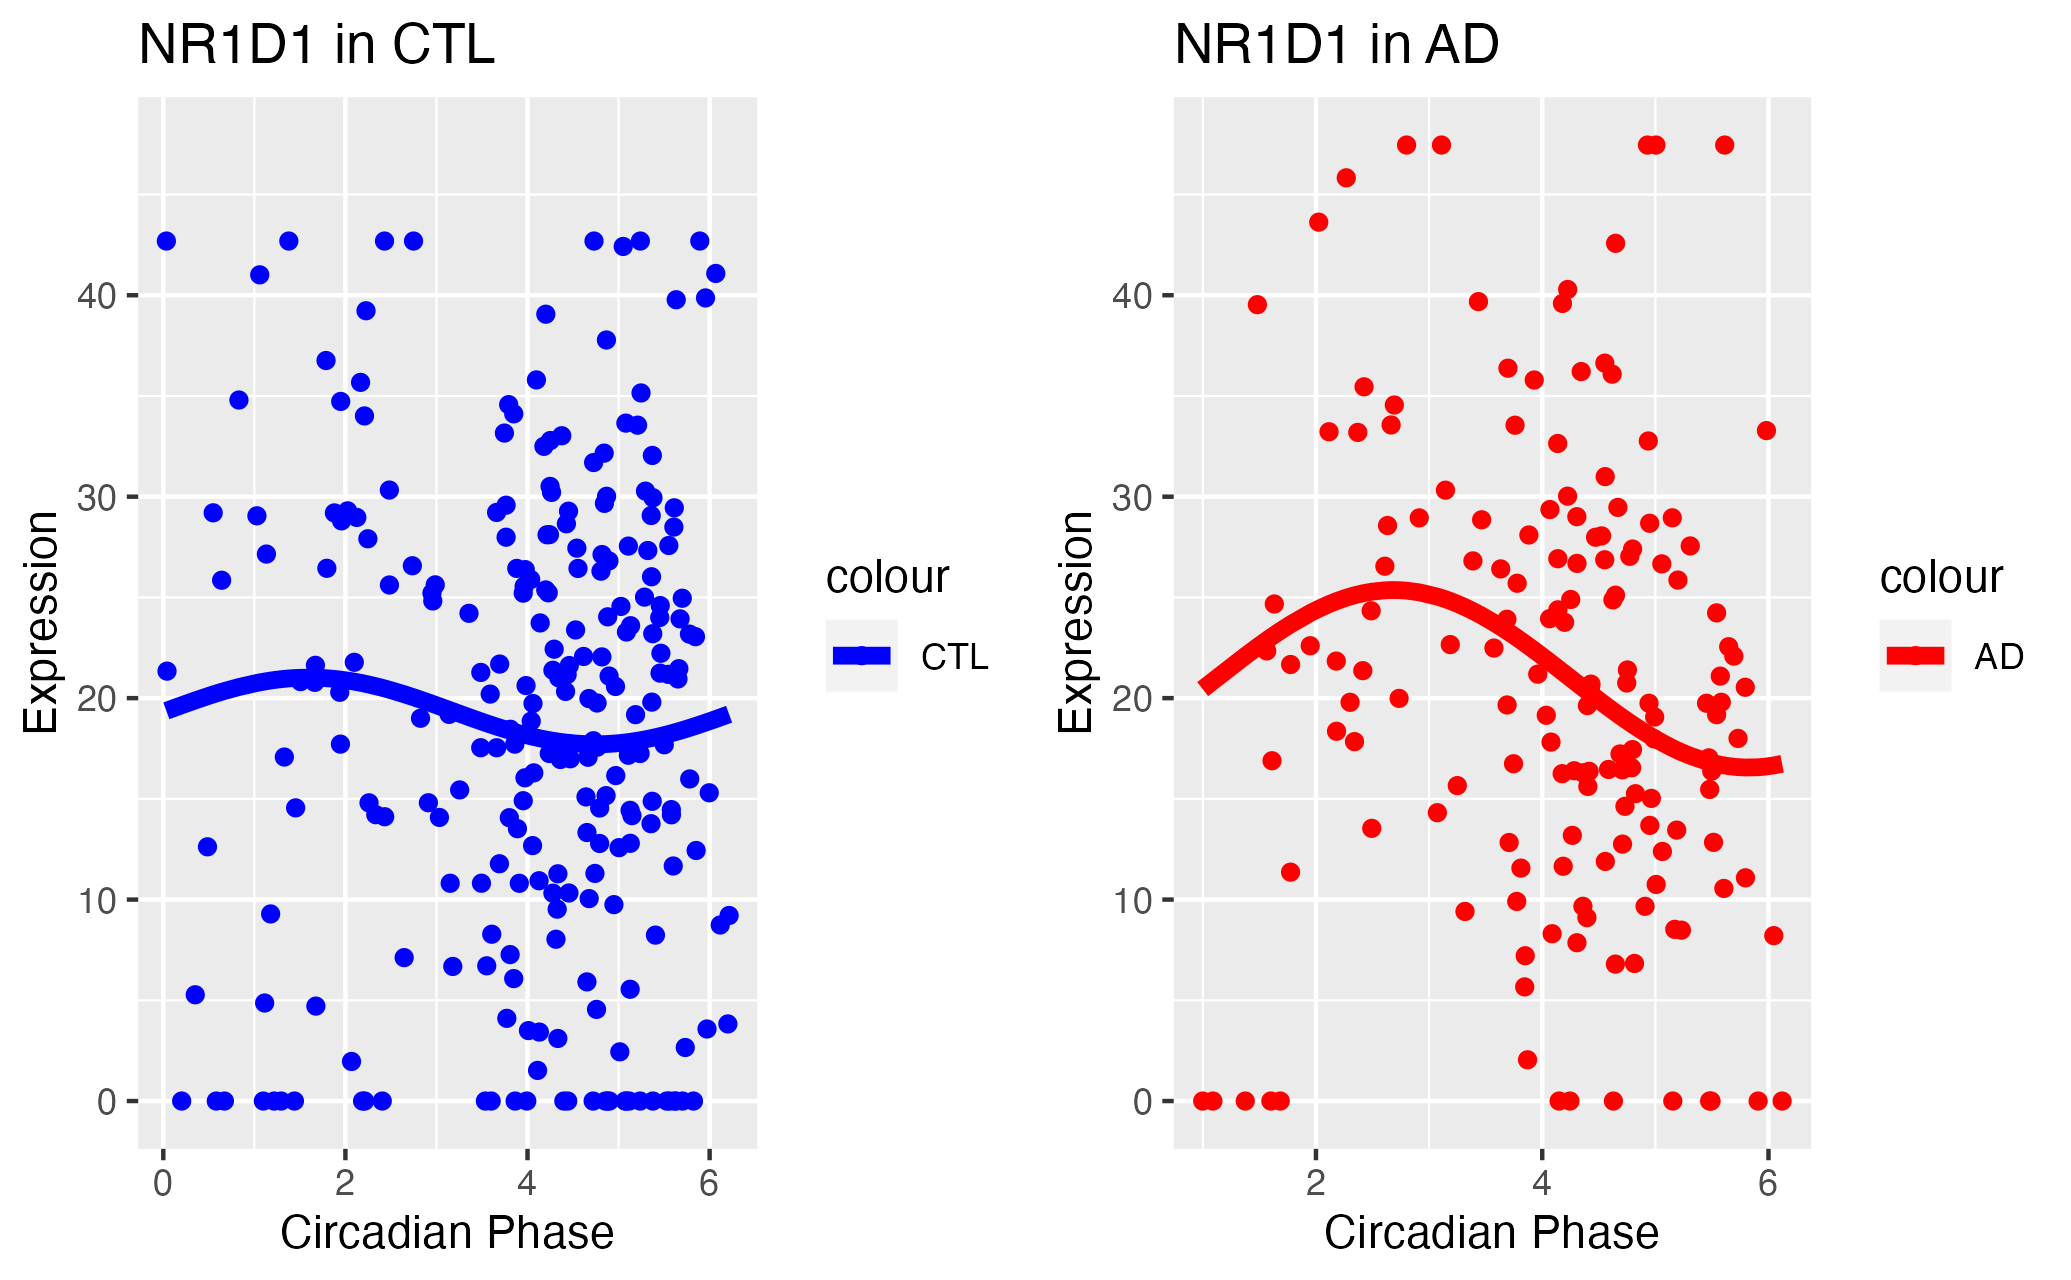 NR1D1 in CTL
Expression
40
30
20
10
0
0 2 4 6
Circadian Phase
colour
CTL
NR1D1 in AD
Expression
40
30
20
10
0
2 4 6
Circadian Phase
colour
AD